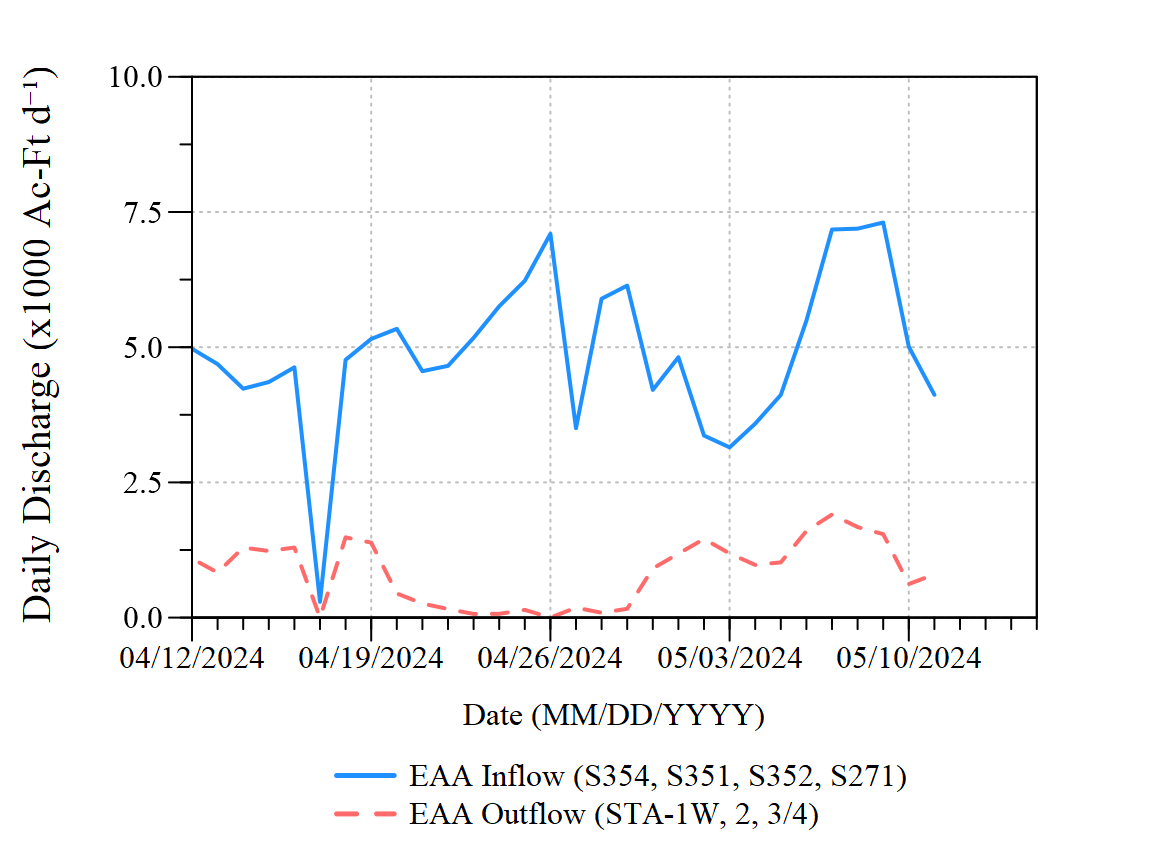 Daily Discharge (x1000 Ac-Ft d⁻¹)
10.0
7.5
5.0
2.5
0.0
04/12/2024 04/19/2024 04/26/2024 05/03/2024 05/10/2024
Date (MM/DD/YYYY)
EAA Inflow (S354, S351, S352, S271)
EAA Outflow (STA-1W, 2, 3/4)